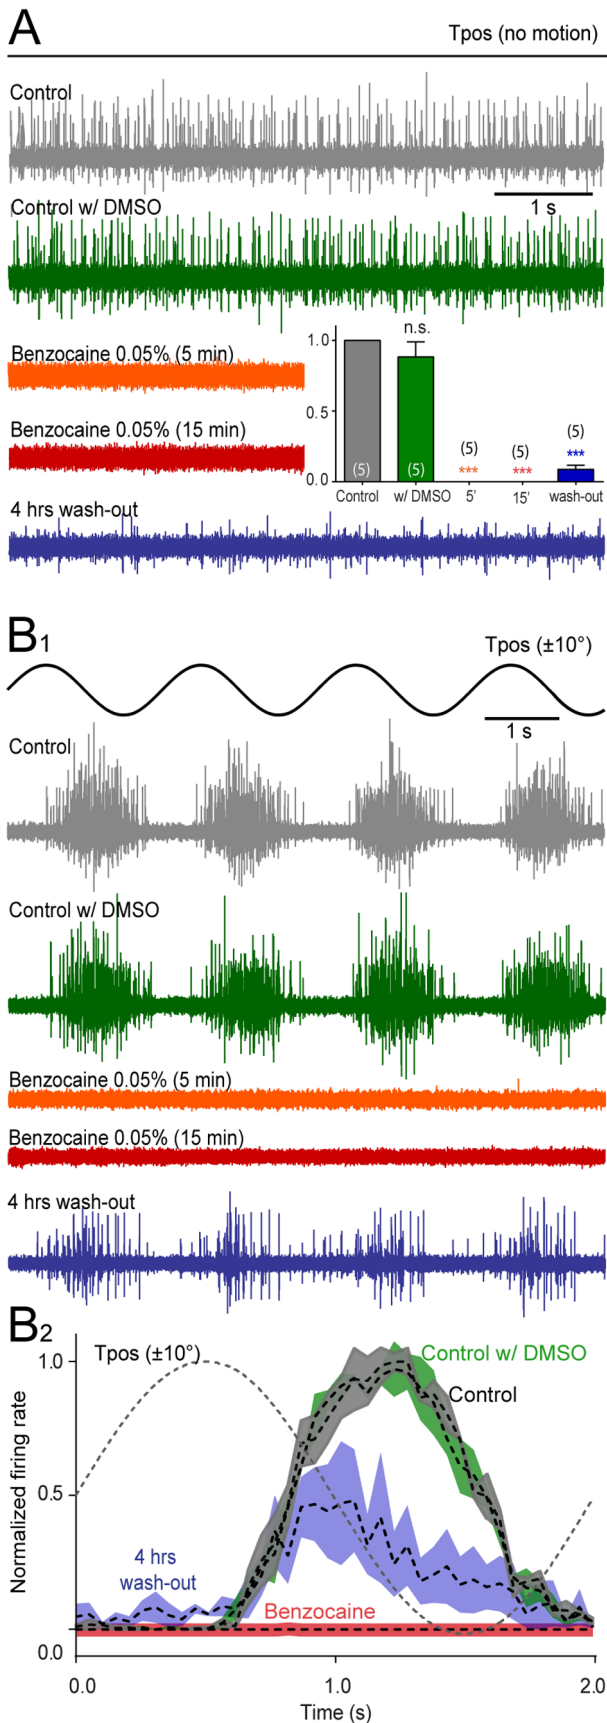 A
Tpos (no motion)
Control
1 s
Control w/ DMSO
Benzocaine 0.05% (5 min)
1.0
n.s.
Benzocaine 0.05% (15 min)
0.5
(5)
(5)
(5)
(5)
(5)
***
***
***
0.0
Control
w/ DMSO
5'
15'
wash-out
4 hrs wash-out
B1
Tpos (±10°)
1 s
Control
Control w/ DMSO
Benzocaine 0.05% (5 min)
Benzocaine 0.05% (15 min)
4 hrs wash-out
B2
Tpos (±10°)
Control w/ DMSO
Control
1.0
0.5
0.0
Normalized firing rate
4 hrs
wash-out
Benzocaine
0.0
1.0
2.0
Time (s)